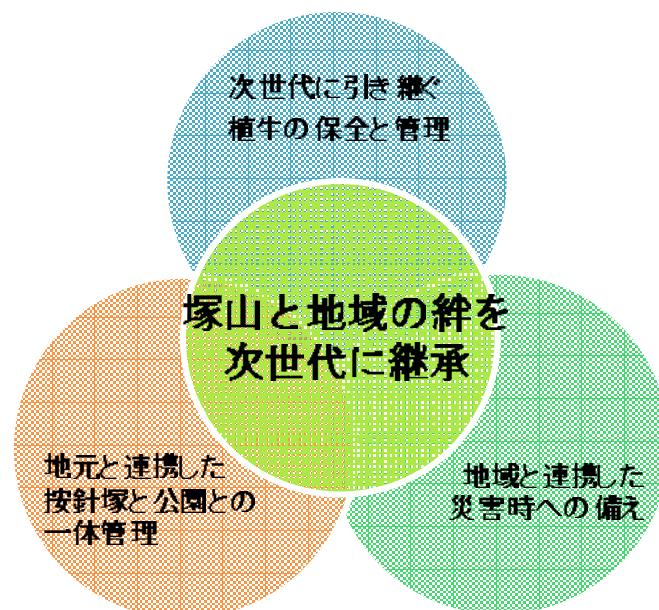 次世代に引き継ぐ
植生の保全と管理
塚山と地域の絆を
次世代に継承
地元と連携した
按針塚と公園との
一体管理
地域と連携した
災害時への備え